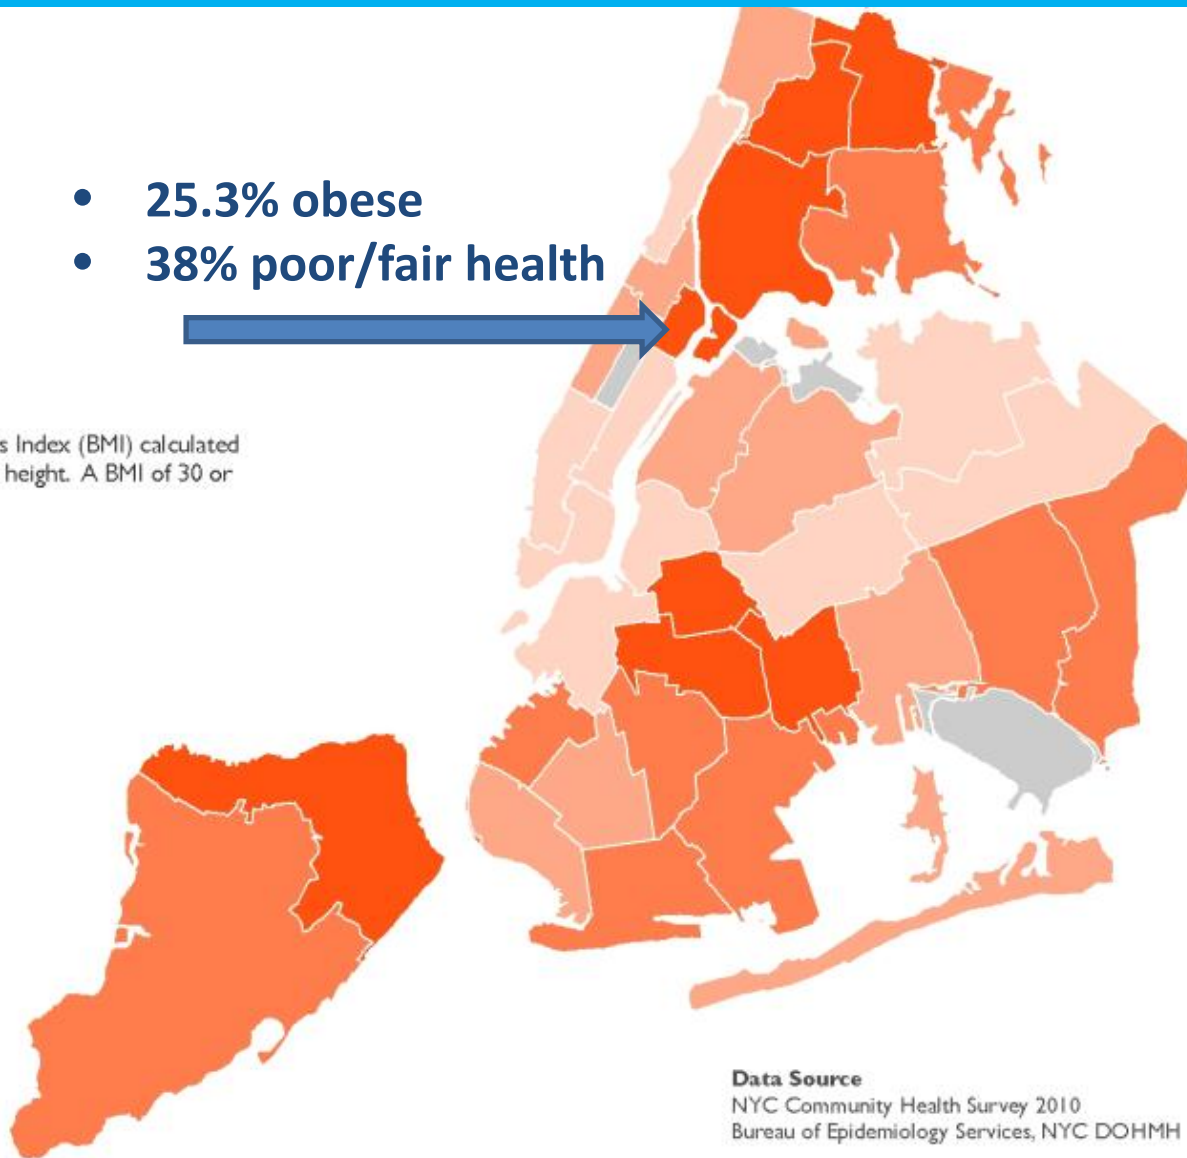 • 25.3% obese
• 38% poor/fair health
s Index (BMI) calculated
height. A BMI of 30 or
Data Source
NYC Community Health Survey 2010
Bureau of Epidemiology Services, NYC DOHMH